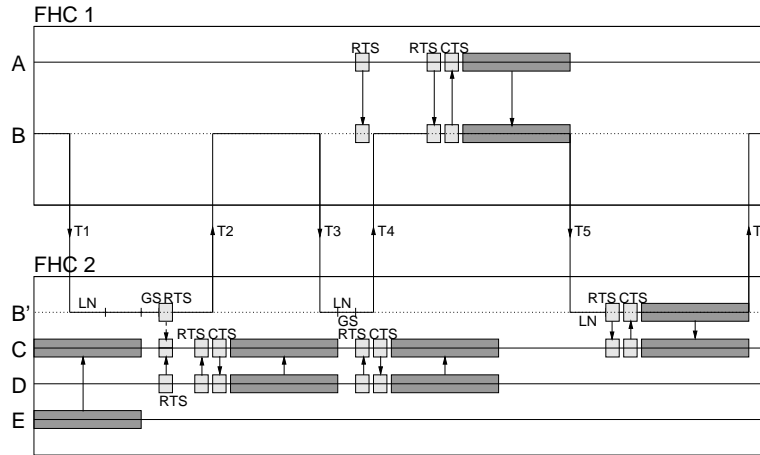 FHC 1
RTS RTS CTS
A
B
T1 T2 T3 T4 T5 T
FHC 2
LN GS RTS LN GS RTS CTS
B' LN
RTS CTS RTS CTS
C
D
RTS
E